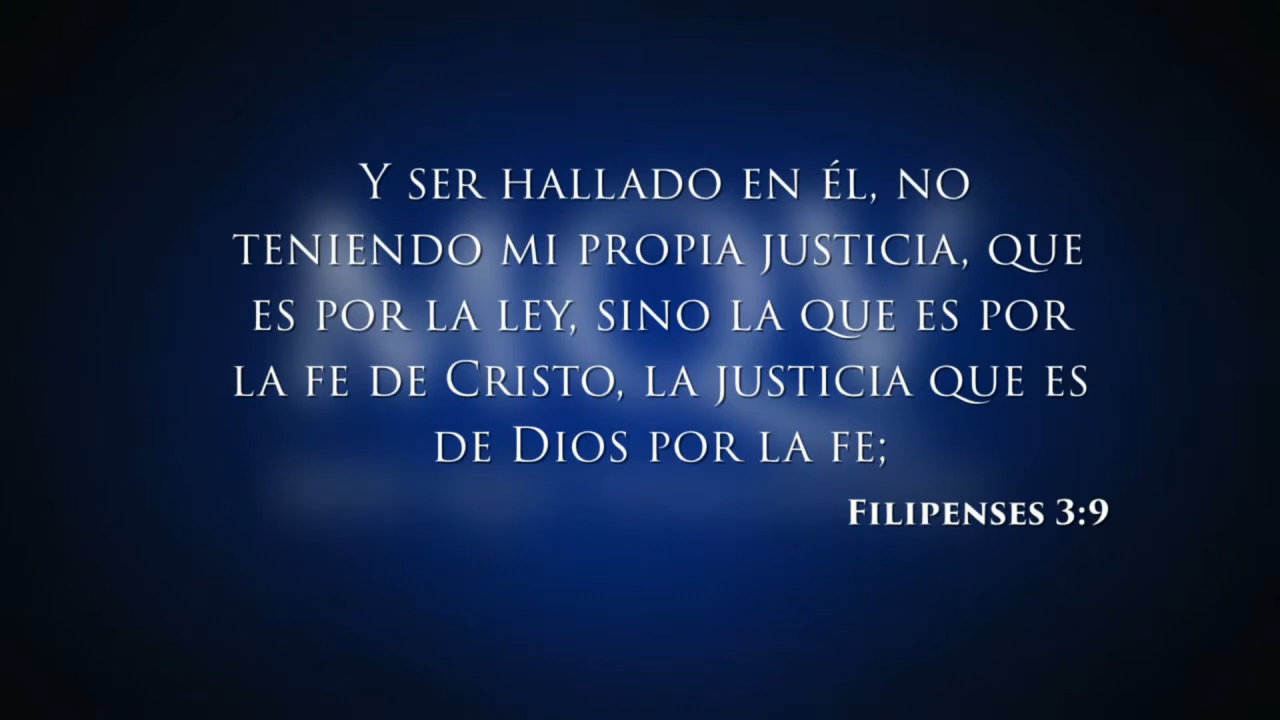 Y SER HALLADO EN ÉL, NO
TENIENDO MI PROPIA JUSTICIA, QUE
ES POR LA LEY, SINO LA QUE ES POR
LA FE DE CRISTO, LA JUSTICIA QUE ES
DE DIOS POR LA FE;
FILIPENSES 3:9